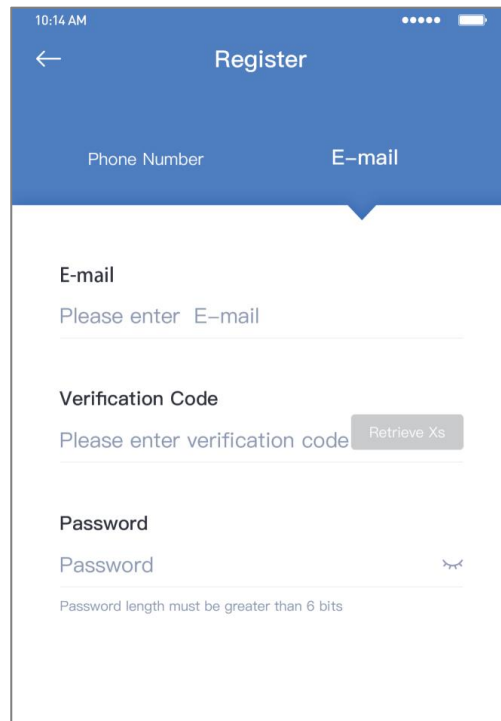 10:14 AM
Register
Phone Number
E-mail
E-mail
Please enter E-mail
Verification Code
Please enter verification code
Retrieve Xs
Password
Password
Password length must be greater than 6 bits